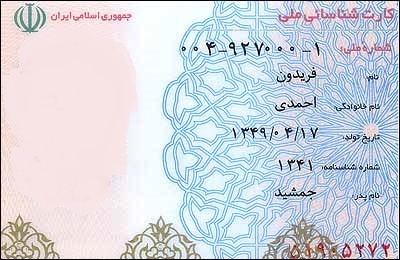 کارت شناسائی ملی
جمهوری اسلامی ایران
شماره ملی: ۰۰۴-۹۲۷۰۰۰-۱
نام: فریدون
نام خانوادگی: احمدی
تاریخ تولد: ۱۳۴۹/۰۴/۱۷
شماره شناسنامه: ۱۳۴۱
نام پدر: جمشید
۵۱۹۰۵۲۷۲